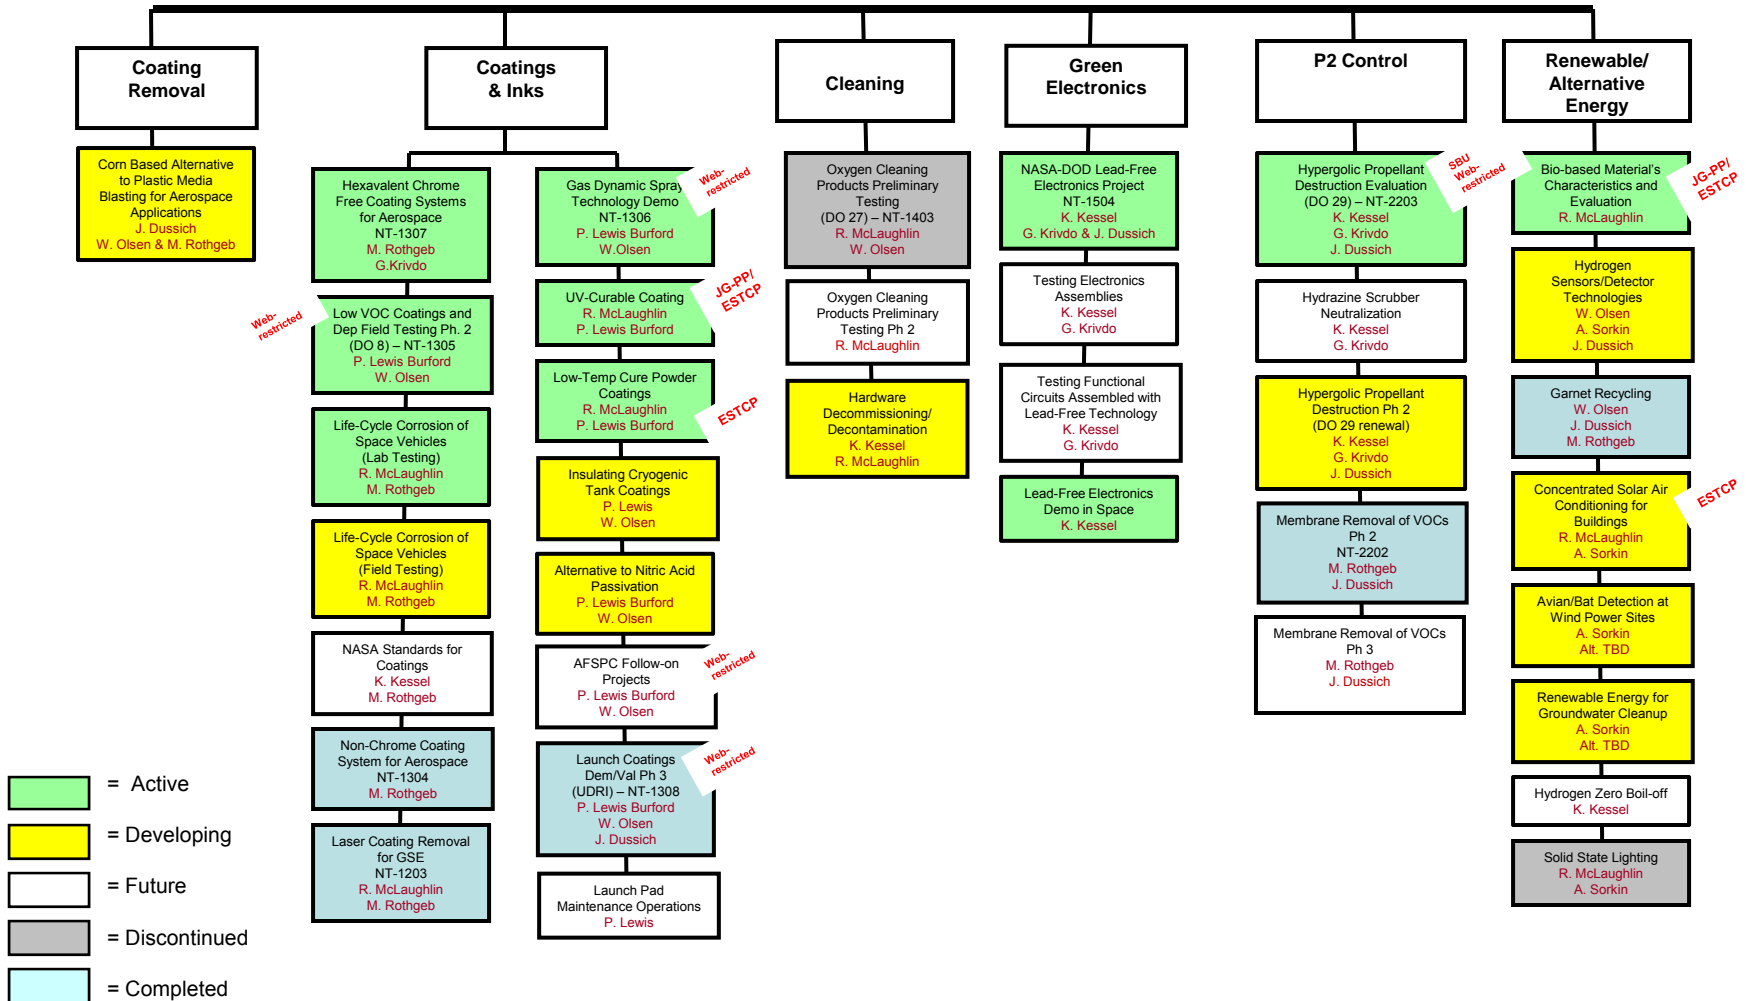 Coating
Removal
Corn Based Alternative
to Plastic Media
Blasting for Aerospace
Applications
J. Dussich
W. Olsen & M. Rothgeb
Coatings
& Inks
Hexavalent Chrome
Free Coating Systems
for Aerospace
NT-1307
M. Rothgeb
G.Krivdo
Web-
restricted
Low VOC Coatings and
Dep Field Testing Ph. 2
(DO 8) – NT-1305
P. Lewis Burford
W. Olsen
Life-Cycle Corrosion of
Space Vehicles
(Lab Testing)
R. McLaughlin
M. Rothgeb
Life-Cycle Corrosion of
Space Vehicles
(Field Testing)
R. McLaughlin
M. Rothgeb
NASA Standards for
Coatings
K. Kessel
M. Rothgeb
Non-Chrome Coating
System for Aerospace
NT-1304
M. Rothgeb
Laser Coating Removal
for GSE
NT-1203
R. McLaughlin
M. Rothgeb
Gas Dynamic Spray
Technology Demo
NT-1306
P. Lewis Burford
W.Olsen
Web-
restricted
UV-Curable Coating
R. McLaughlin
P. Lewis Burford
JG-PP/
ESTCP
Low-Temp Cure Powder
Coatings
R. McLaughlin
P. Lewis Burford
ESTCP
Insulating Cryogenic
Tank Coatings
P. Lewis
W. Olsen
Alternative to Nitric Acid
Passivation
P. Lewis Burford
W. Olsen
AFSPC Follow-on
Projects
P. Lewis Burford
W. Olsen
Web-
restricted
Launch Coatings
Dem/Val Ph 3
(UDRI) – NT-1308
P. Lewis Burford
W. Olsen
J. Dussich
Web-
restricted
Launch Pad
Maintenance Operations
P. Lewis
Cleaning
Oxygen Cleaning
Products Preliminary
Testing
(DO 27) – NT-1403
R. McLaughlin
W. Olsen
Oxygen Cleaning
Products Preliminary
Testing Ph 2
R. McLaughlin
Hardware
Decommissioning/
Decontamination
K. Kessel
R. McLaughlin
Green
Electronics
NASA-DOD Lead-Free
Electronics Project
NT-1504
K. Kessel
G. Krivdo & J. Dussich
Testing Electronics
Assemblies
K. Kessel
G. Krivdo
Testing Functional
Circuits Assembled with
Lead-Free Technology
K. Kessel
G. Krivdo
Lead-Free Electronics
Demo in Space
K. Kessel
P2 Control
Hypergolic Propellant
Destruction Evaluation
(DO 29) – NT-2203
K. Kessel
G. Krivdo
J. Dussich
SBU
Web-
restricted
Hydrazine Scrubber
Neutralization
K. Kessel
G. Krivdo
Hypergolic Propellant
Destruction Ph 2
(DO 29 renewal)
K. Kessel
G. Krivdo
J. Dussich
Membrane Removal of VOCs
Ph 2
NT-2202
M. Rothgeb
J. Dussich
Membrane Removal of VOCs
Ph 3
M. Rothgeb
J. Dussich
Renewable/
Alternative
Energy
Bio-based Material's
Characteristics and
Evaluation
R. McLaughlin
JG-PP/
ESTCP
Hydrogen
Sensors/Detector
Technologies
W. Olsen
A. Sorkin
J. Dussich
Garnet Recycling
W. Olsen
J. Dussich
M. Rothgeb
Concentrated Solar Air
Conditioning for
Buildings
R. McLaughlin
A. Sorkin
ESTCP
Avian/Bat Detection at
Wind Power Sites
A. Sorkin
Alt. TBD
Renewable Energy for
Groundwater Cleanup
A. Sorkin
Alt. TBD
Hydrogen Zero Boil-off
K. Kessel
Solid State Lighting
R. McLaughlin
A. Sorkin
= Active
= Developing
= Future
= Discontinued
= Completed